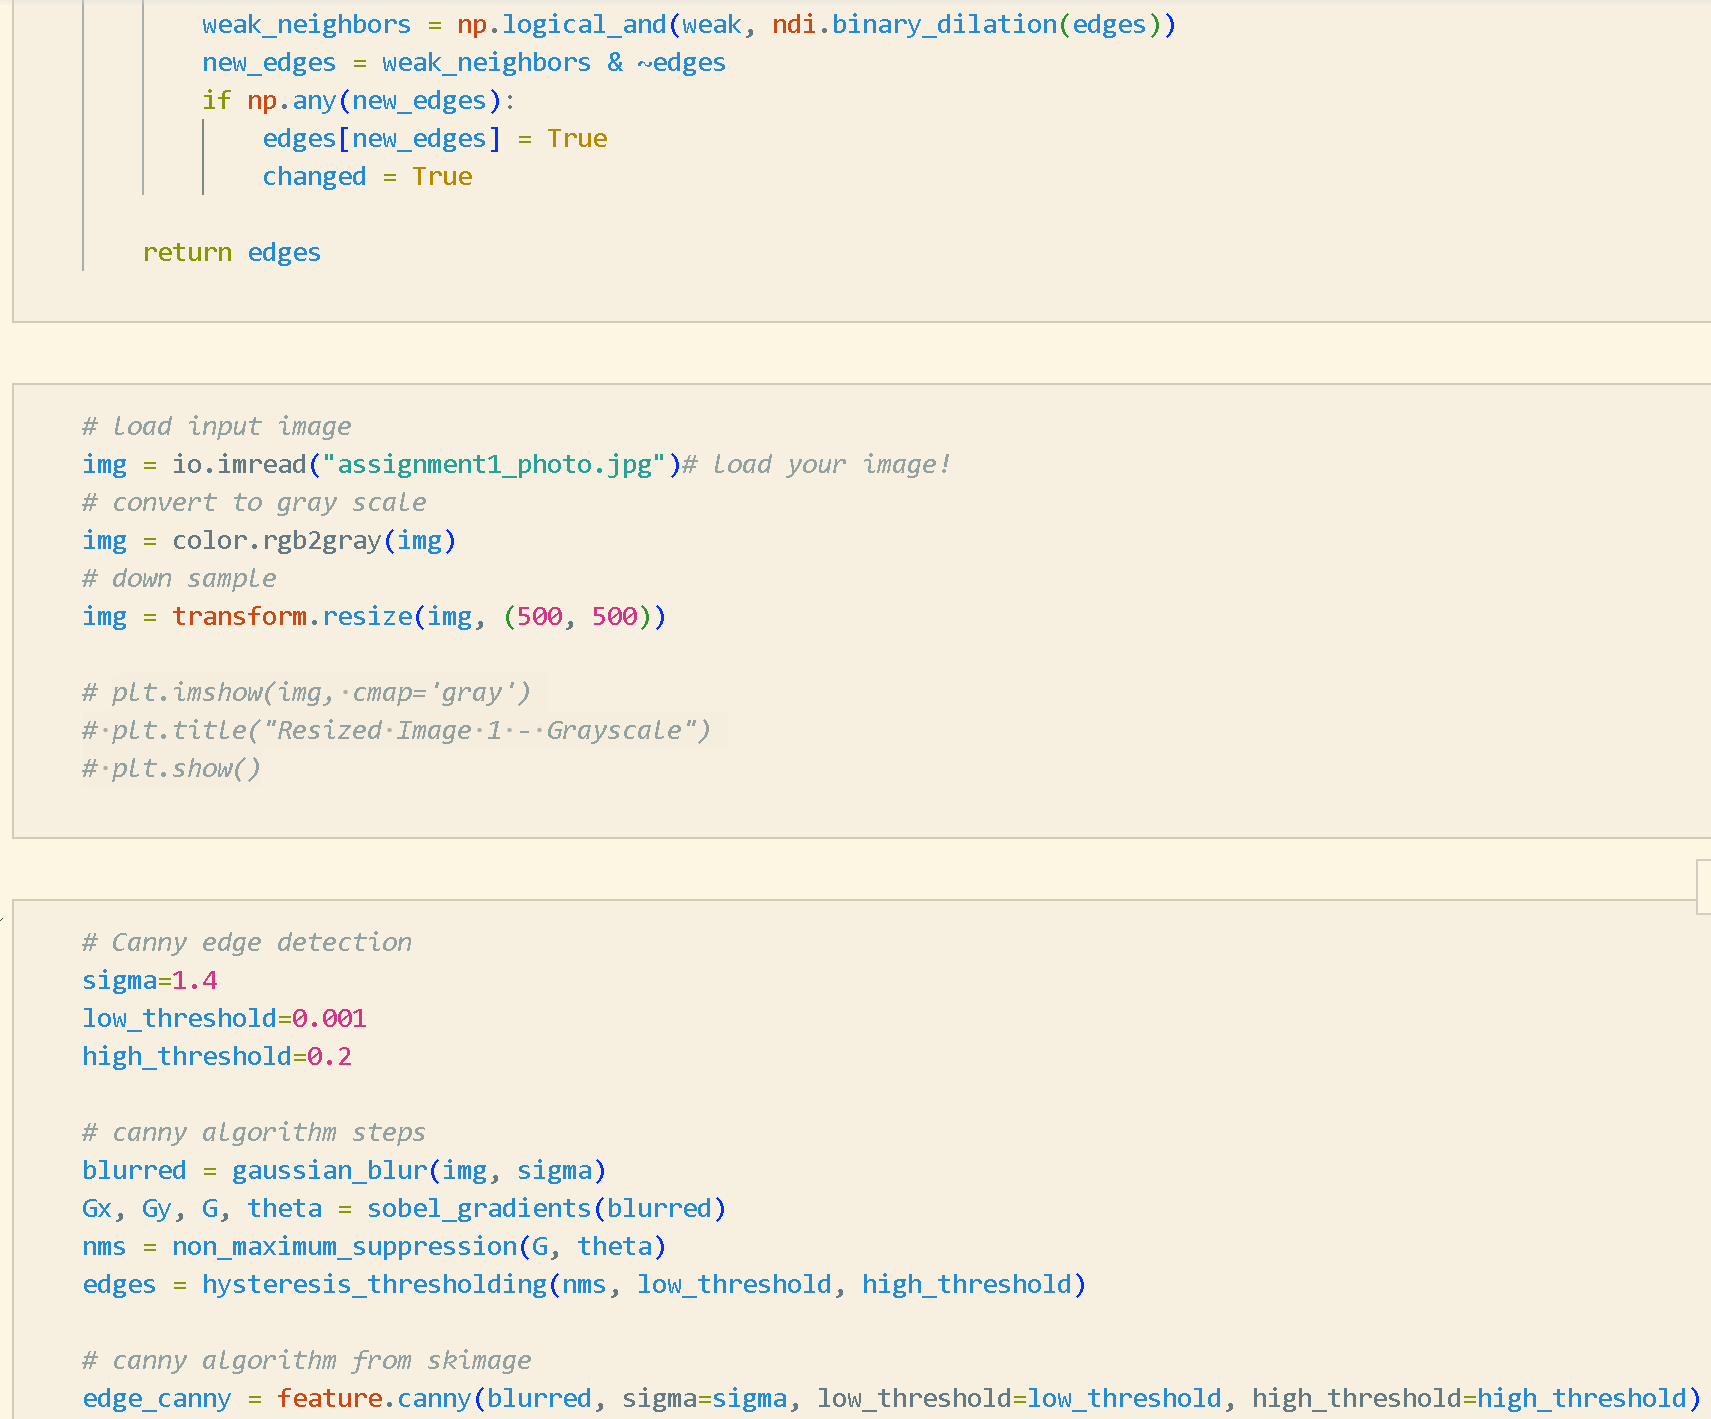 weak_neighbors = np.logical_and(weak, ndi.binary_dilation(edges))
new_edges = weak_neighbors & ~edges
if np.any(new_edges):
edges[new_edges] = True
changed = True
return edges
# Load input image
img = io.imread("assignment1_photo.jpg")# Load your image!
# convert to gray scale
img = color.rgb2gray(img)
# down sample
img = transform.resize(img, (500, 500))
# plt.imshow(img, cmap='gray')
# plt.title("Resized Image 1 - Grayscale")
# plt.show()
# Canny edge detection
sigma=1.4
low_threshold=0.001
high_threshold=0.2
# canny algorithm steps
blurred = gaussian_blur(img, sigma)
Gx, Gy, G, theta = sobel_gradients(blurred)
nms = non_maximum_suppression(G, theta)
edges = hysteresis_thresholding(nms, low_threshold, high_threshold)
# canny algorithm from skimage
edge_canny = feature.canny(blurred, sigma=sigma, low_threshold=low_threshold, high_threshold=high_threshold)